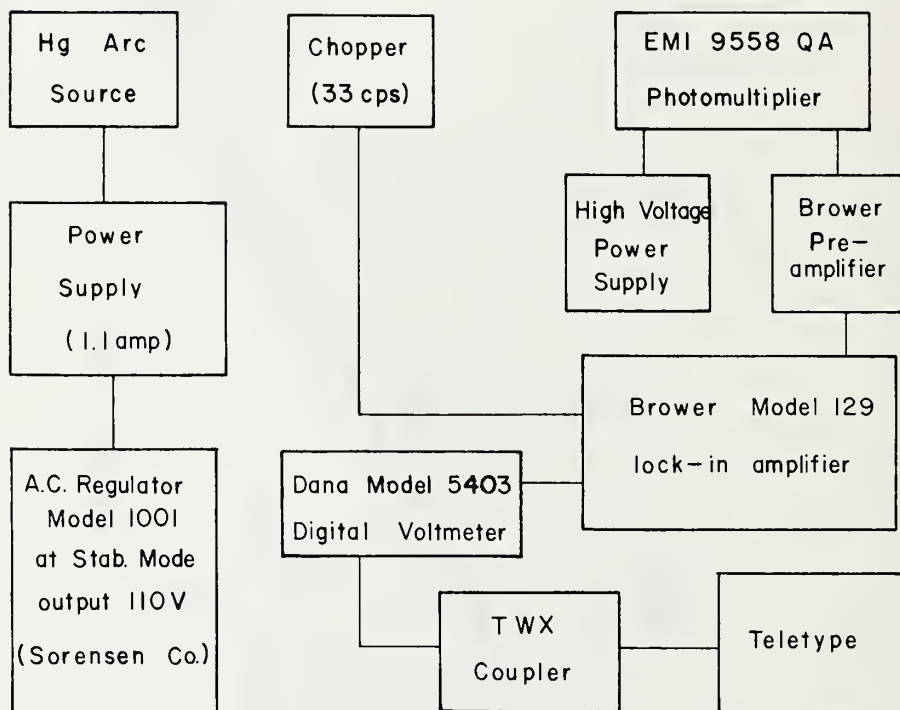 Hg Arc
Source
Chopper
(33 cps)
EMI 9558 QA
Photomultiplier
Power
Supply
(1.1 amp)
High Voltage
Power
Supply
Brower
Pre-
amplifier
Brower Model 129
lock-in amplifier
A.C. Regulator
Model 1001
at Stab. Mode
output 110V
(Sorensen Co.)
Dana Model 5403
Digital Voltmeter
TWX
Coupler
Teletype